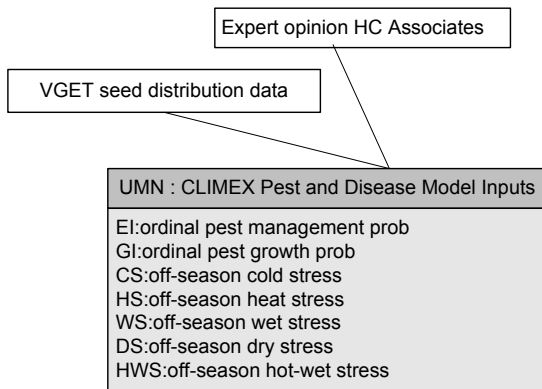 Expert opinion HC Associates
VGET seed distribution data
UMN : CLIMEX Pest and Disease Model Inputs
EI:ordinal pest management prob
GI:ordinal pest growth prob
CS:off-season cold stress
HS:off-season heat stress
WS:off-season wet stress
DS:off-season dry stress
HWS:off-season hot-wet stress